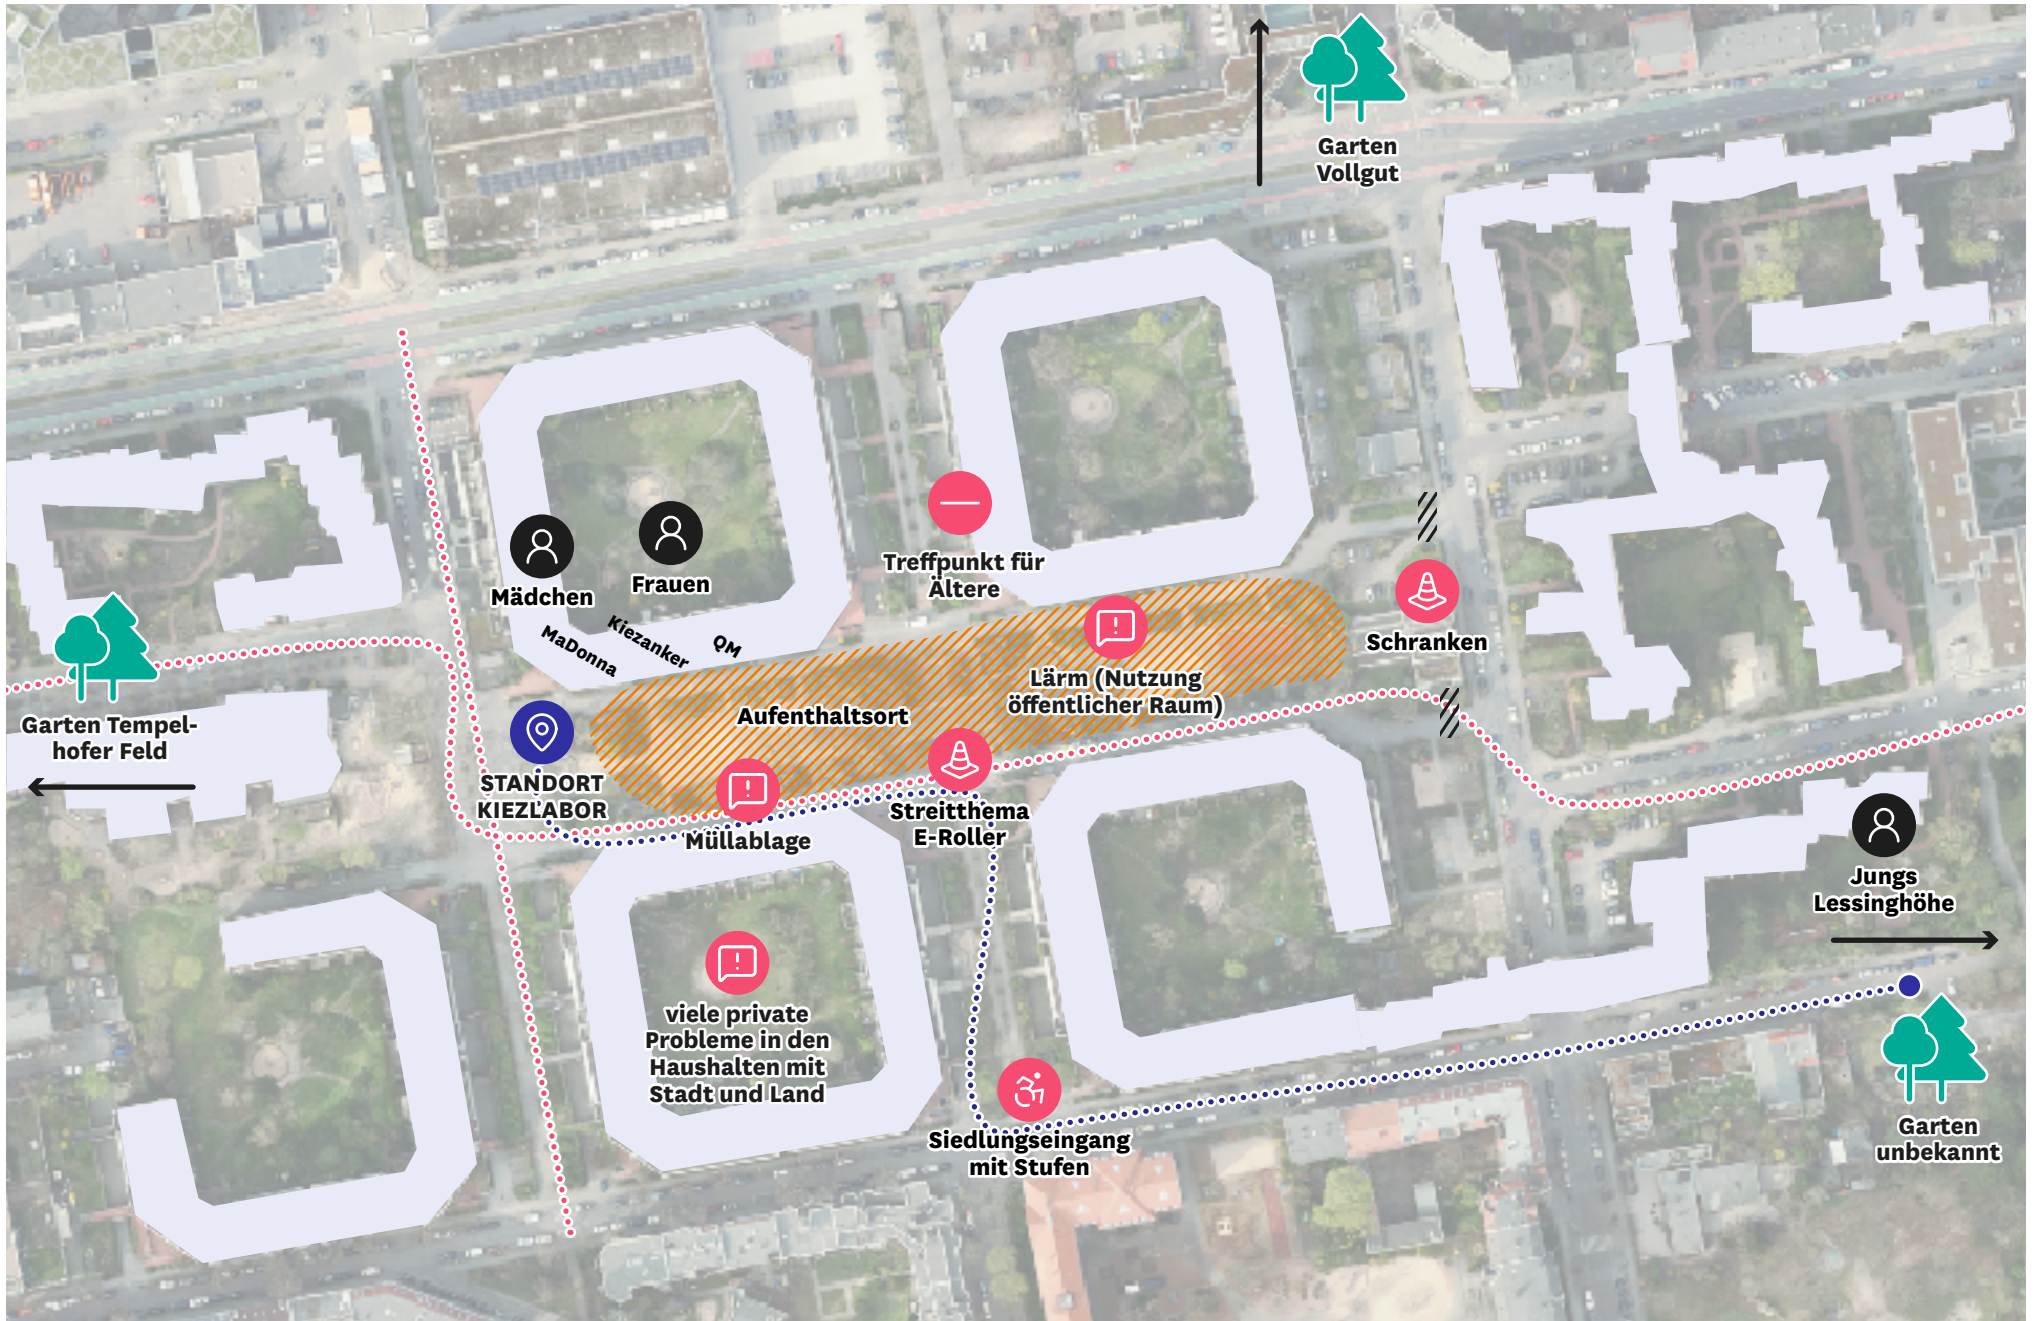 Garten
Vollgut
Treffpunkt für
Ältere
Mädchen
Frauen
MaDonna
Kiezanker
QM
Schranken
Lärm (Nutzung
öffentlicher Raum)
Aufenthaltsort
Garten Tempel-
hofer Feld
STANDORT
KIEZLABOR
Müllablage
Streitthema
E-Roller
Jungs
Lessinghöhe
viele private
Probleme in den
Haushalten mit
Stadt und Land
Siedlungseingang
mit Stufen
Garten
unbekannt